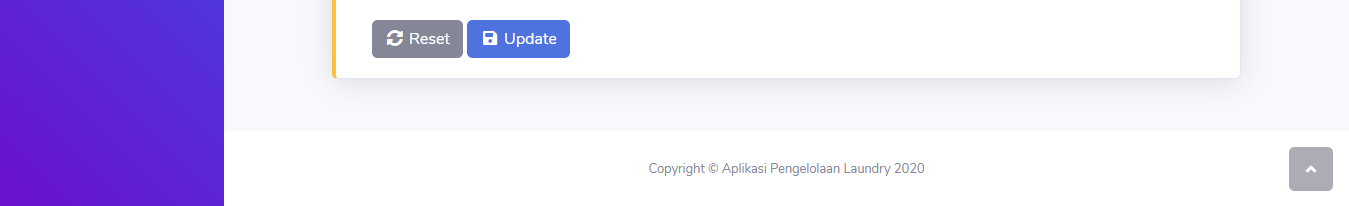 Reset Update
Copyright © Aplikasi Pengelolaan Laundry 2020